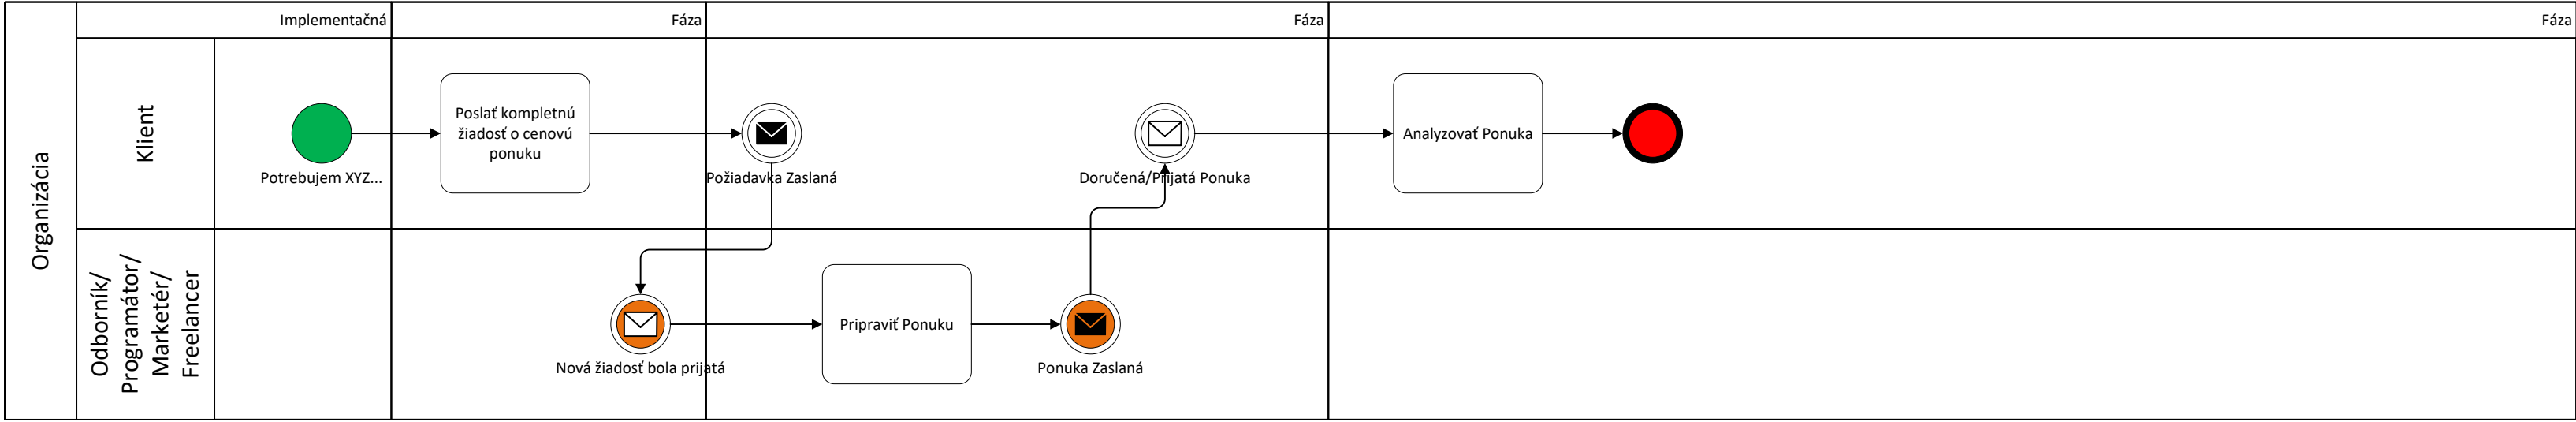 Implementačná
Fáza
Fáza
Fáza
Organizácia
Klient
Potrebujem XYZ...
Poslať kompletnú
žiadosť o cenovú
ponuku
Požiadavka Zaslaná
Doručená/Prijatá Ponuka
Analyzovať Ponuka
Odborník/
Programátor/
Marketér/
Freelancer
Nová žiadosť bola prijatá
Pripraviť Ponuku
Ponuka Zaslaná